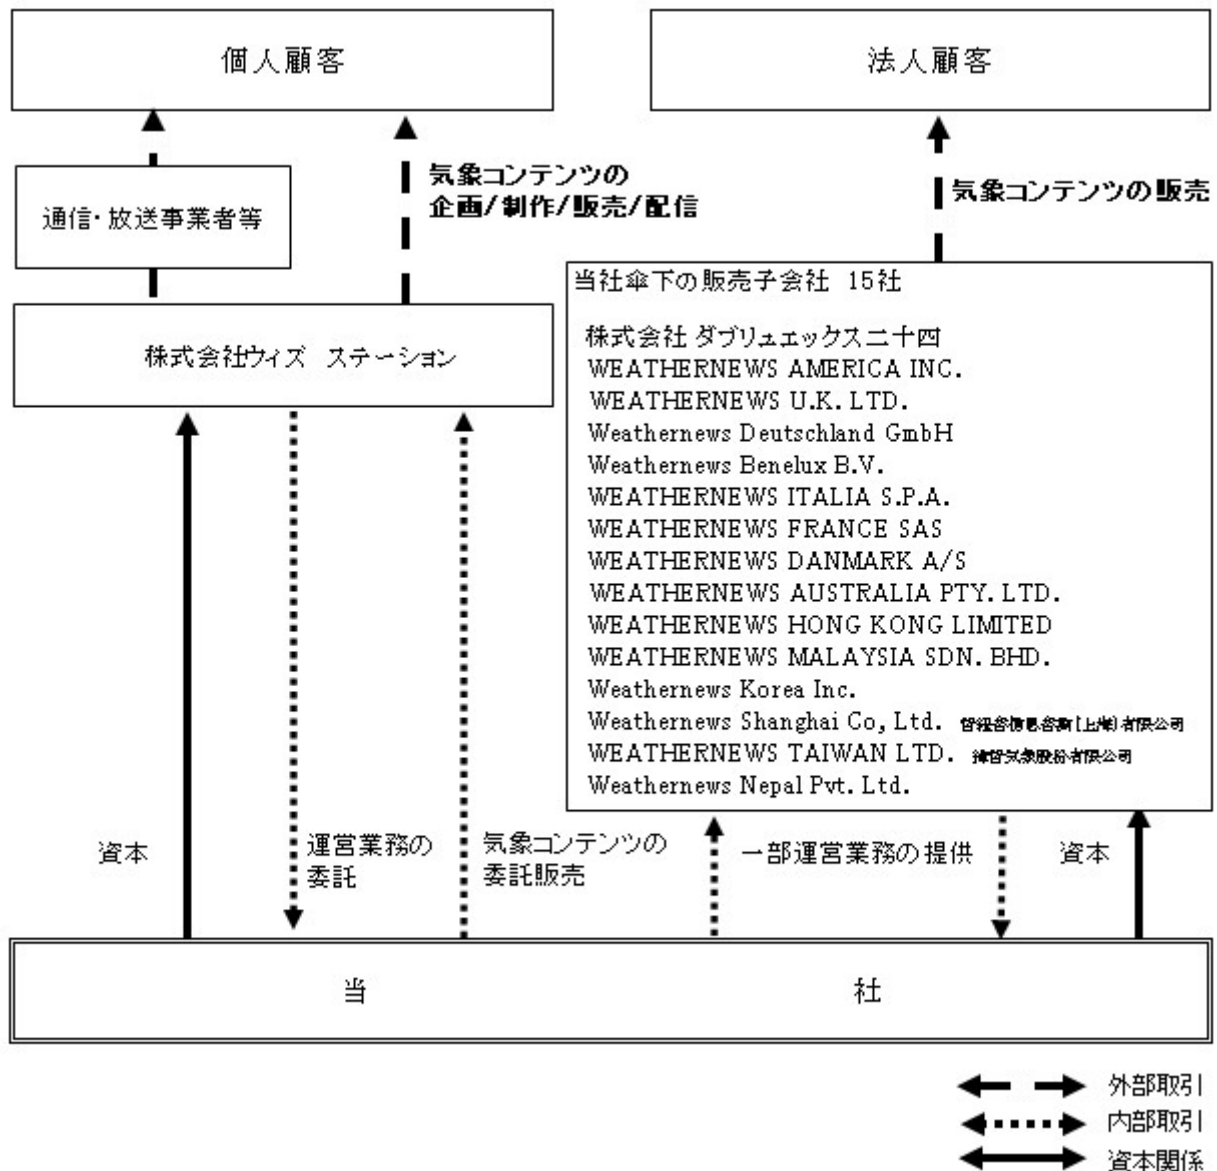 個人顧客
法人顧客
通信・放送事業者等
気象コンテンツの
企画/制作/販売/配信
気象コンテンツの販売
株式会社ウィズ ステーション
当社傘下の販売子会社 15社
株式会社 ダブリュエックス二十四
WEATHERNEWS AMERICA INC.
WEATHERNEWS U.K. LTD.
Weathernews Deutschland GmbH
Weathernews Benelux B.V.
WEATHERNEWS ITALIA S.P.A.
WEATHERNEWS FRANCE SAS
WEATHERNEWS DANMARK A/S
WEATHERNEWS AUSTRALIA PTY. LTD.
WEATHERNEWS HONG KONG LIMITED
WEATHERNEWS MALAYSIA SDN. BHD.
Weathernews Korea Inc.
Weathernews Shanghai Co, Ltd.
WEATHERNEWS TAIWAN LTD.
Weathernews Nepal Pvt. Ltd.
資本
運営業務の
委託
気象コンテンツの
委託販売
一部運営業務の提供
資本
当 社
外部取引
内部取引
資本関係